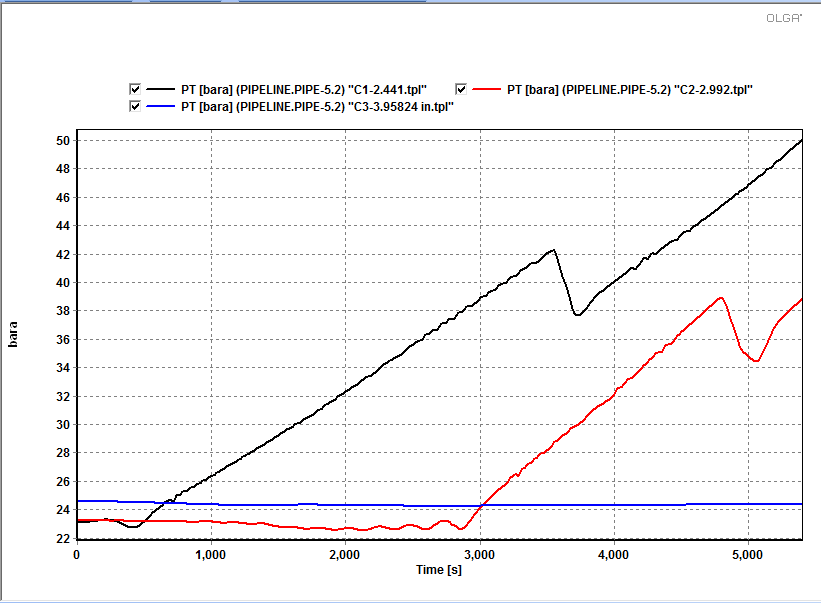 OLGA
PT [bara] (PIPELINE.PIPE-5.2) "C1-2.441.tpl" PT [bara] (PIPELINE.PIPE-5.2) "C2-2.992.tpl"
PT [bara] (PIPELINE.PIPE-5.2) "C3-3.95824 in.tpl"
50
48
46
44
42
40
38
36
34
32
30
28
26
24
22
bara
0 1,000 2,000 3,000 4,000 5,000
Time [s]